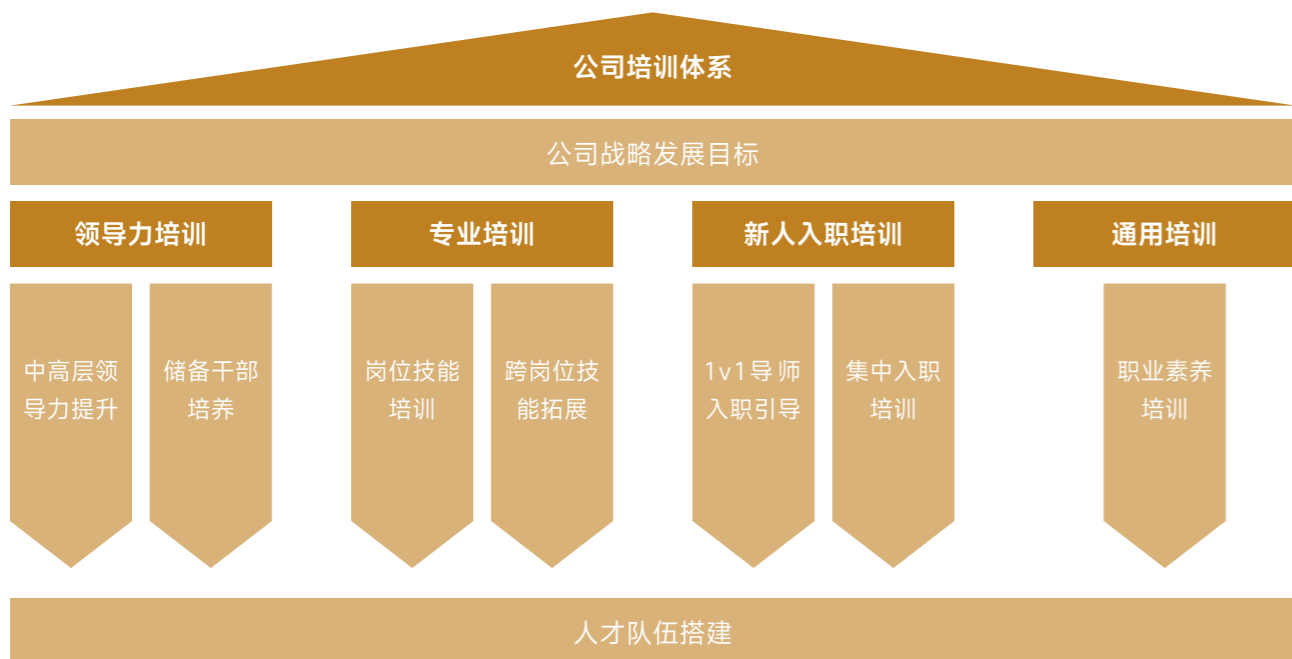 公司培训体系
公司战略发展目标
领导力培训
专业培训
新人入职培训
通用培训
中高层领
导力提升
储备干部
培养
岗位技能
培训
跨岗位技
能拓展
1v1导师
入职引导
集中入职
培训
职业素养
培训
人才队伍搭建